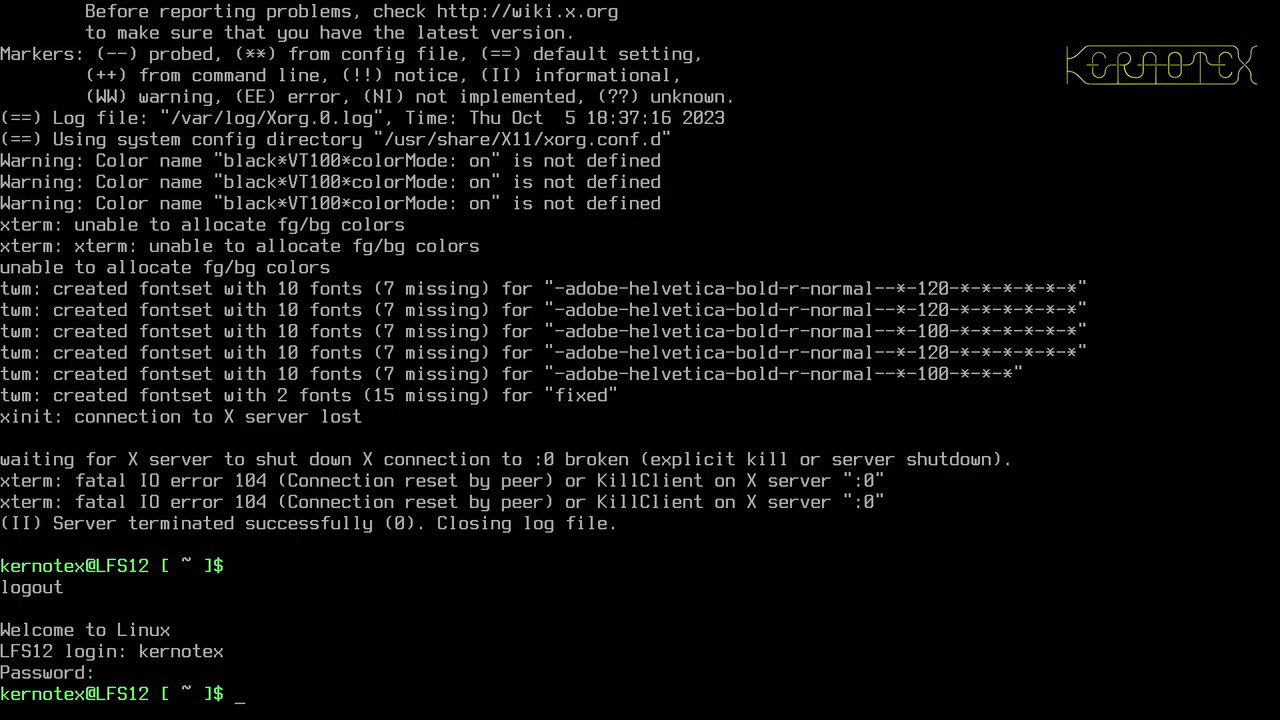 Before reporting problems, check http://wiki.x.org
to make sure that you have the latest version.
Markers: (--) probed, (**) from config file, (==) default setting,
(++) from command line, (!!) notice, (II) informational,
(WW) warning, (EE) error, (NI) not implemented, (??) unknown.
(==) Log file: "/var/log/Xorg.0.log", Time: Thu Oct  5 18:37:16 2023
(==) Using system config directory "/usr/share/X11/xorg.conf.d"
Warning: Color name "black*VT100*colorMode: on" is not defined
Warning: Color name "black*VT100*colorMode: on" is not defined
Warning: Color name "black*VT100*colorMode: on" is not defined
xterm: unable to allocate fg/bg colors
xterm: xterm: unable to allocate fg/bg colors
unable to allocate fg/bg colors
twm: created fontset with 10 fonts (7 missing) for "-adobe-helvetica-bold-r-normal--*-120-*-*-*-*-*-*"
twm: created fontset with 10 fonts (7 missing) for "-adobe-helvetica-bold-r-normal--*-120-*-*-*-*-*-*"
twm: created fontset with 10 fonts (7 missing) for "-adobe-helvetica-bold-r-normal--*-100-*-*-*-*-*-*"
twm: created fontset with 10 fonts (7 missing) for "-adobe-helvetica-bold-r-normal--*-120-*-*-*-*-*-*"
twm: created fontset with 10 fonts (7 missing) for "-adobe-helvetica-bold-r-normal--*-100-*-*-*"
twm: created fontset with 2 fonts (15 missing) for "fixed"
xinit: connection to X server lost
waiting for X server to shut down X connection to :0 broken (explicit kill or server shutdown).
xterm: fatal IO error 104 (Connection reset by peer) or KillClient on X server ":0"
xterm: fatal IO error 104 (Connection reset by peer) or KillClient on X server ":0"
(II) Server terminated successfully (0). Closing log file.
kernotex@LFS12 [ ~ ]$
logout
Welcome to Linux
LFS12 login: kernotex
Password:
kernotex@LFS12 [ ~ ]$ _
KERNOTEX